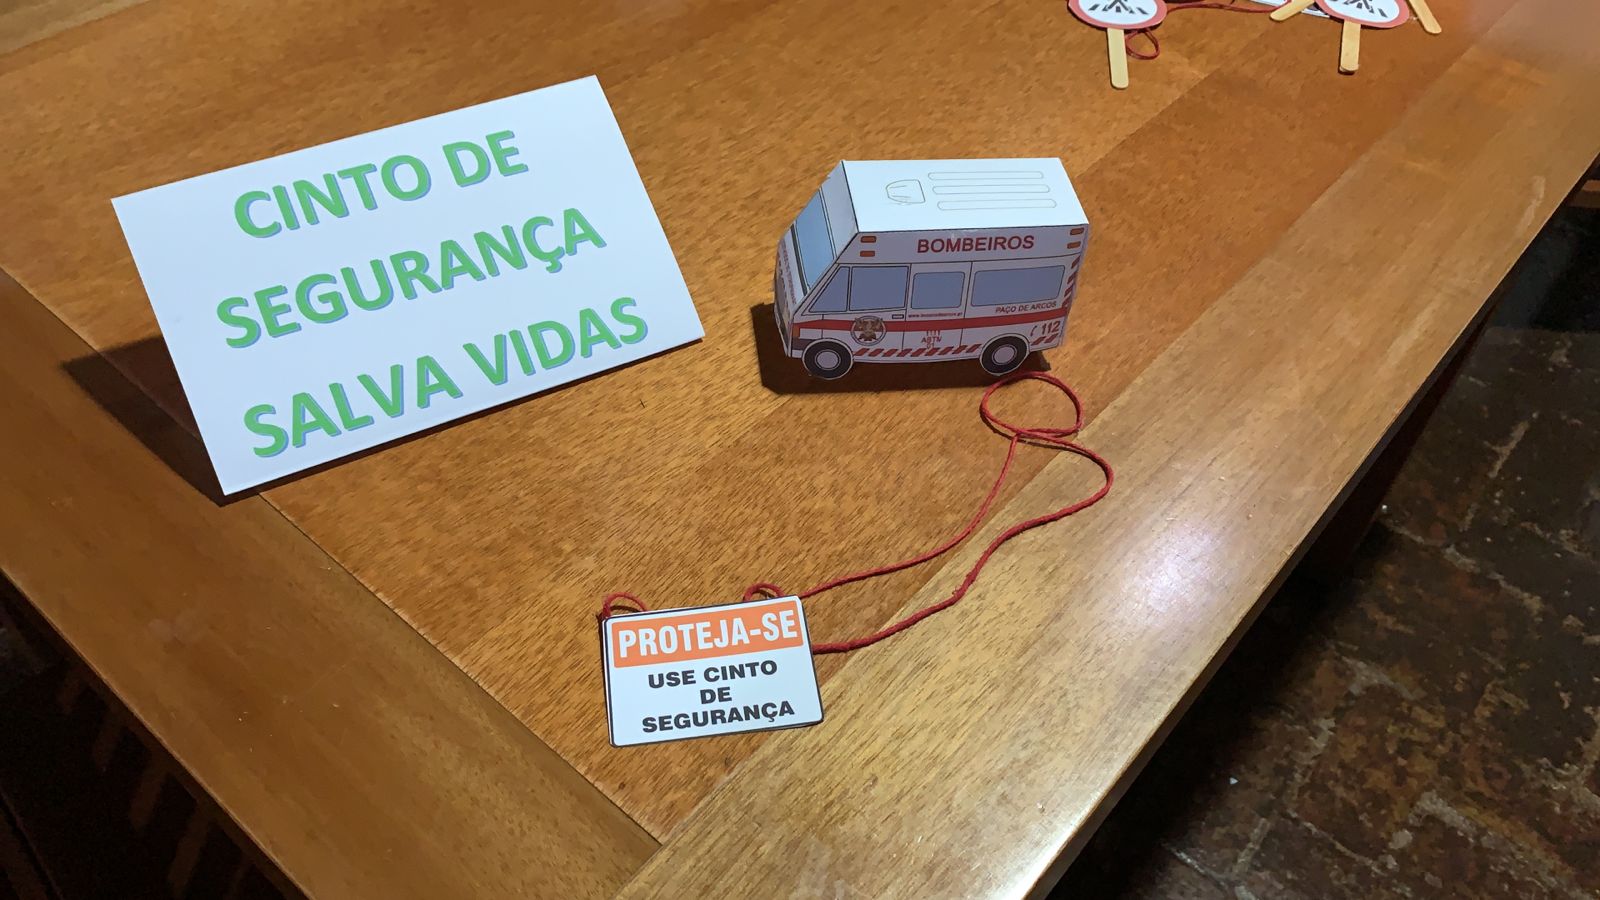 CINTO DE
SEGURANÇA
SALVA VIDAS
BOMBEIROS
PAÇO DE ARCOS
112
PROTEJA-SE
USE CINTO
DE
SEGURANÇA